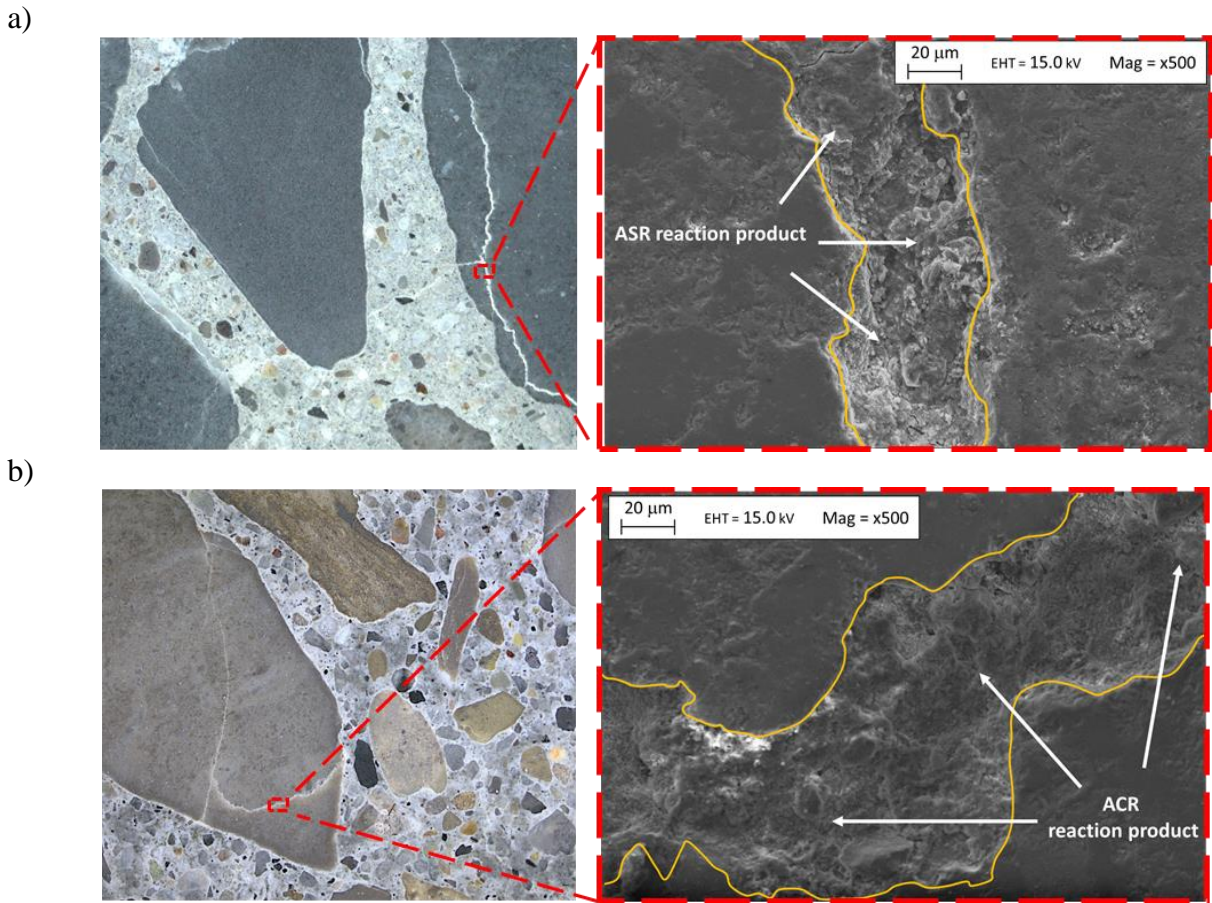 a)
20 μm EHT = 15.0 kV Mag = x500
ASR reaction product
b)
20 μm EHT = 15.0 kV Mag = x500
ACR
reaction product